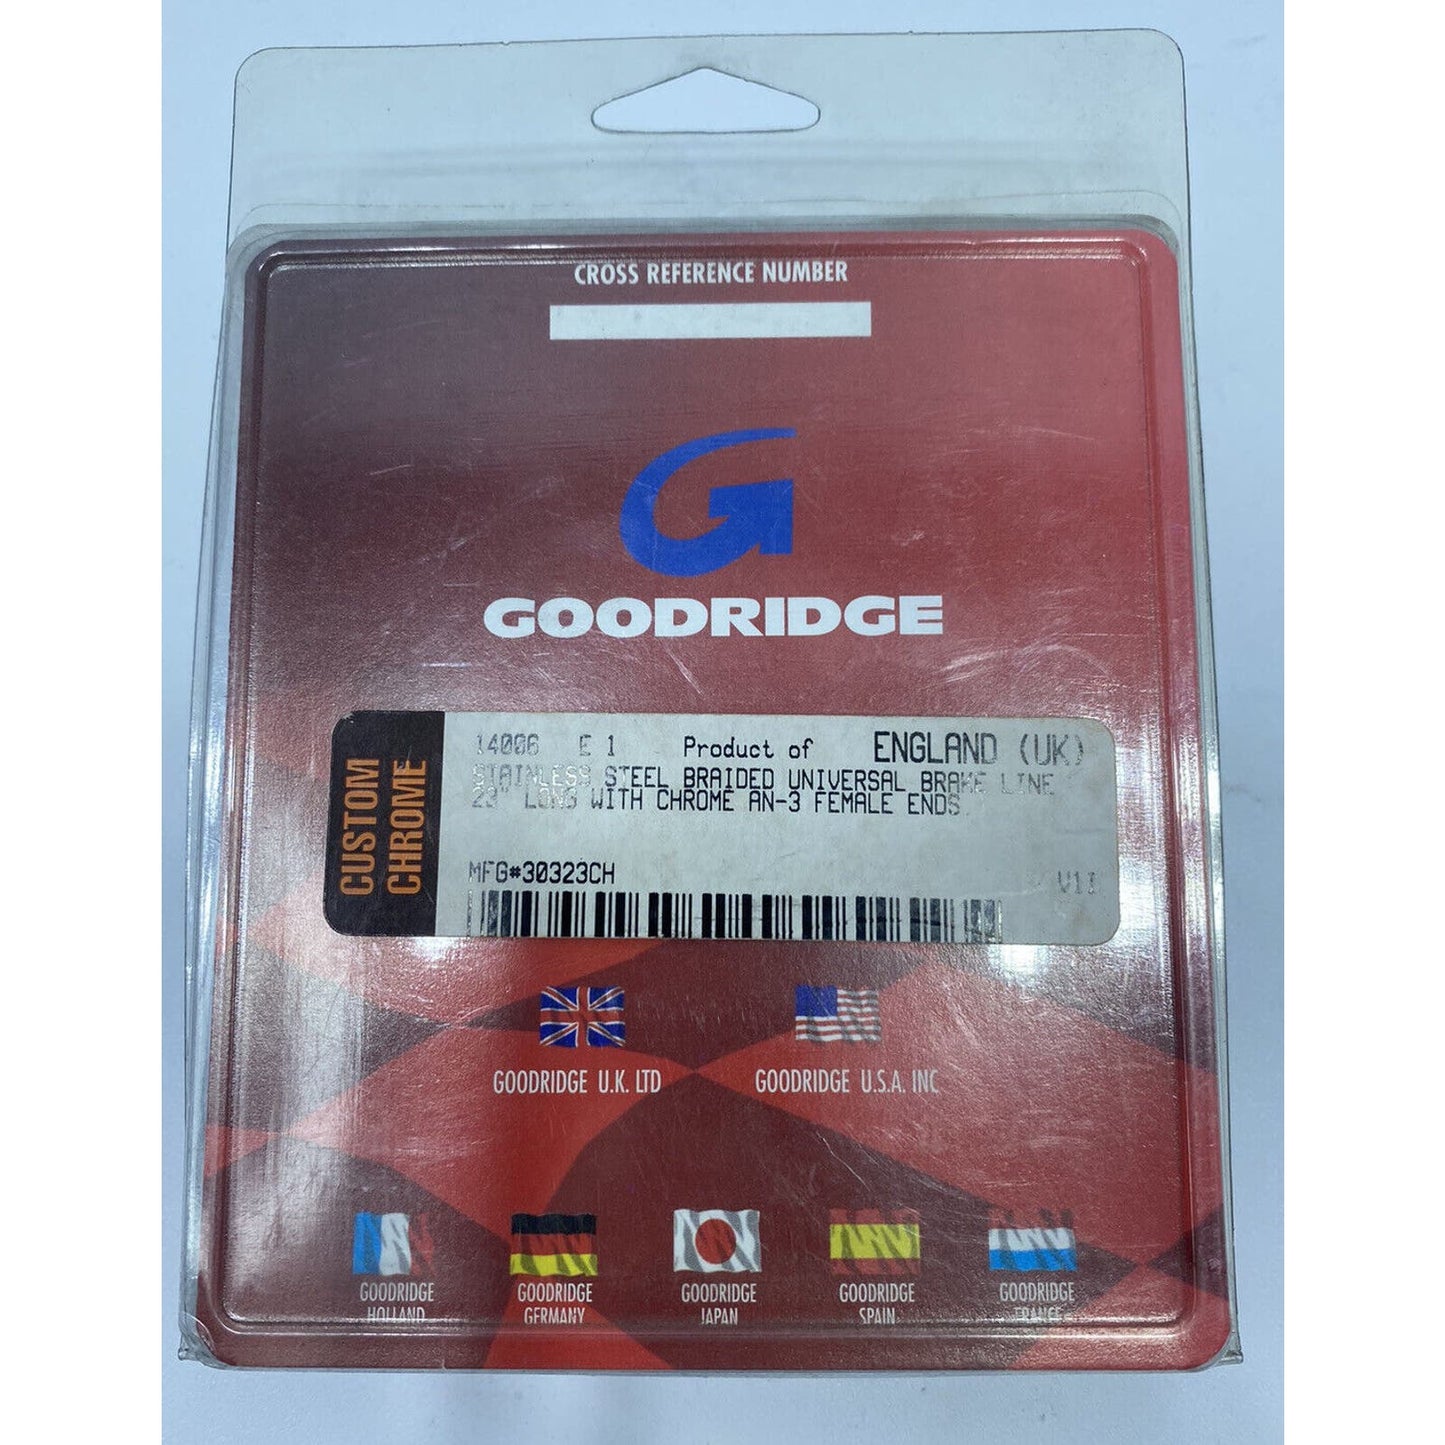 CROSS REFERENCE NUMBER
GOODRIDGE
CUSTOM
CHROME
14006 E 1 Product of ENGLAND (UK)
STAINLESS STEEL BRAIDED UNIVERSAL BRAKE LINE
LONG WITH CHROME AN-3 FEMALE ENDS
MFG#30323CH
GOODRIDGE U.K. LTD
GOODRIDGE U.S.A. INC
GOODRIDGE
HOLLAND
GOODRIDGE
GERMANY
GOODRIDGE
JAPAN
GOODRIDGE
SPAIN
GOODRIDGE
FRANCE